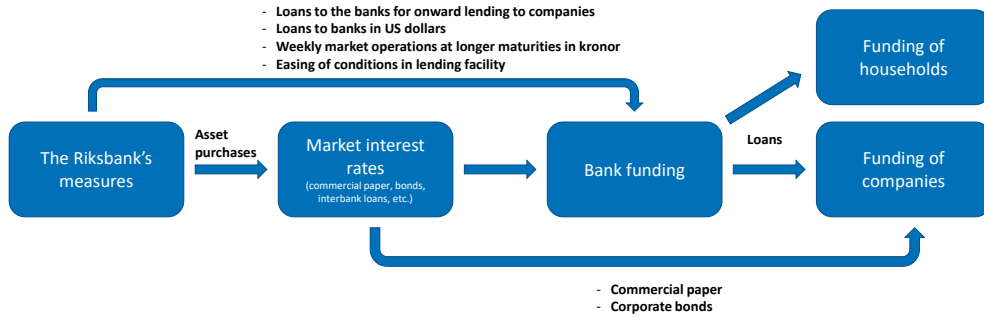 - Loans to the banks for onward lending to companies
- Loans to banks in US dollars
- Weekly market operations at longer maturities in kronor
- Easing of conditions in lending facility
The Riksbank's
measures
Asset
purchases
Market interest
rates
(commercial paper, bonds,
interbank loans, etc.)
Bank funding
Loans
Funding of
households
Funding of
companies
- Commercial paper
- Corporate bonds